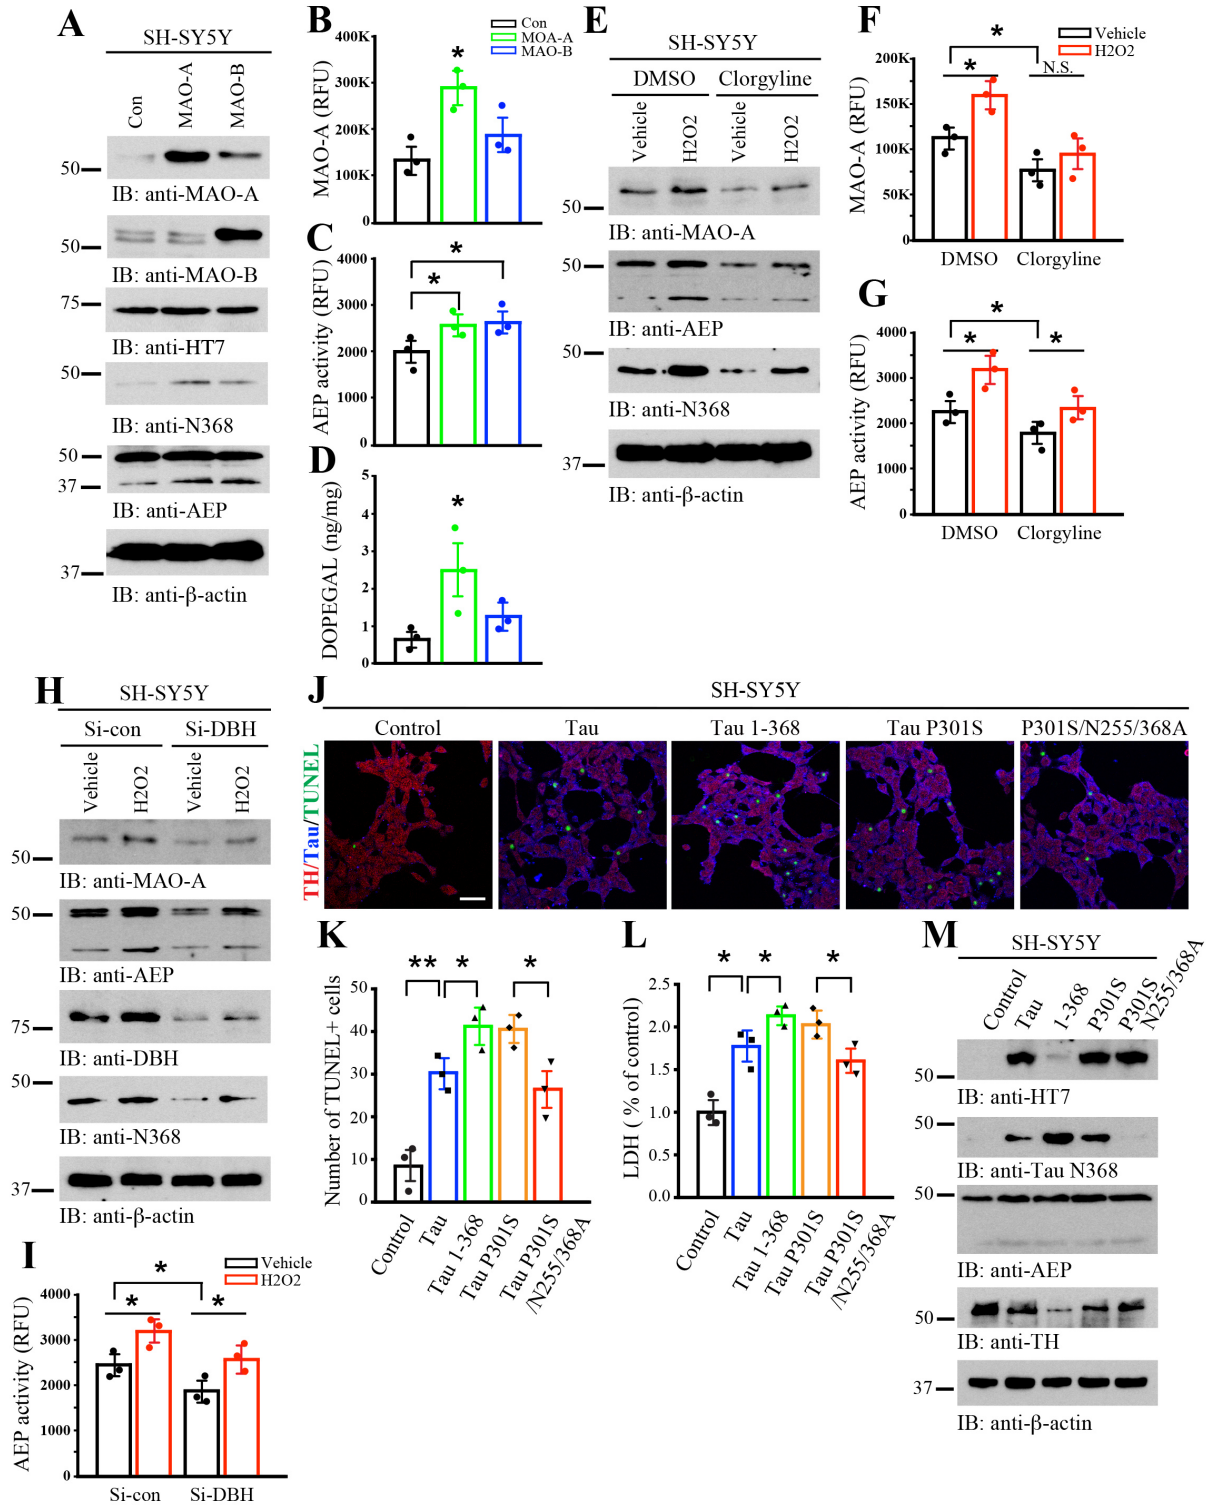 A
SH-SY5Y
Con
MAO-A
MAO-B
50
IB: anti-MAO-A
50
IB: anti-MAO-B
75
IB: anti-HT7
50
IB: anti-N368
50
37
IB: anti-AEP
37
IB: anti-β-actin
B
Con
MOA-A
MAO-B
MAO-A (RFU)
400K
300K
200K
100K
0
*
C
AEP activity (RFU)
4000
3000
2000
1000
0
*
*
D
DOPEGAL (ng/mg)
5
4
3
2
1
0
*
E
SH-SY5Y
DMSO
Clorgyline
Vehicle
H2O2
Vehicle
H2O2
50
IB: anti-MAO-A
50
IB: anti-AEP
50
IB: anti-N368
37
IB: anti-β-actin
F
Vehicle
H2O2
MAO-A (RFU)
200K
150K
100K
50K
0
*
*
N.S.
DMSO
Clorgyline
G
AEP activity (RFU)
4000
3000
2000
1000
0
*
*
*
DMSO
Clorgyline
H
SH-SY5Y
Si-con
Si-DBH
Vehicle
H2O2
Vehicle
H2O2
50
IB: anti-MAO-A
50
IB: anti-AEP
75
IB: anti-DBH
50
IB: anti-N368
37
IB: anti-β-actin
I
Vehicle
H2O2
AEP activity (RFU)
4000
3000
2000
1000
0
*
*
*
Si-con
Si-DBH
J
SH-SY5Y
Control
Tau
Tau 1-368
Tau P301S
P301S/N255/368A
TH/Tau/TUNEL
K
Number of TUNEL+ cells
50
40
30
20
10
0
**
*
*
Control
Tau
Tau 1-368
Tau P301S
Tau P301S
/N255/368A
L
LDH ( % of control)
2.5
2.0
1.5
1.0
0.5
0.0
*
*
*
Control
Tau
Tau 1-368
Tau P301S
Tau P301S
/N255/368A
M
SH-SY5Y
Control
Tau
1-368
P301S
P301S
N255/368A
50
IB: anti-HT7
50
IB: anti-Tau N368
50
IB: anti-AEP
50
IB: anti-TH
37
IB: anti-β-actin